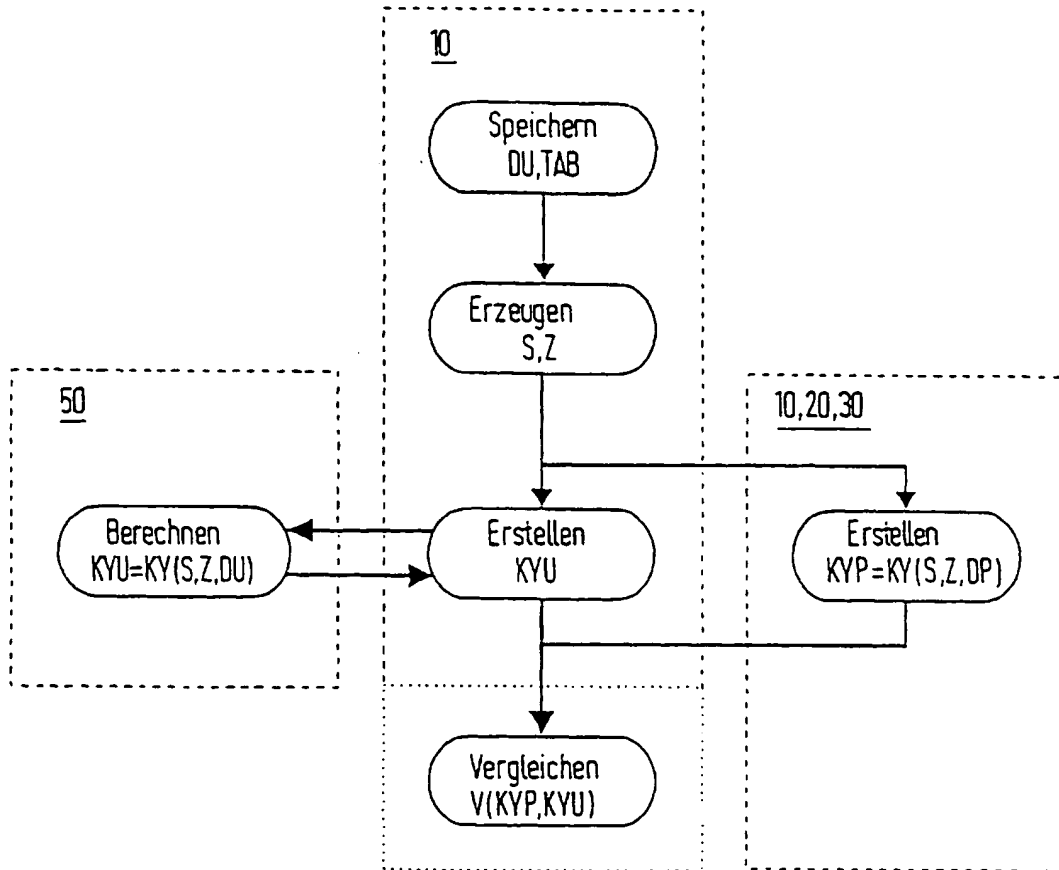 10
Speichern
DU,TAB
Erzeugen
S,Z
50
10,20,30
Berechnen
KYU=KY(S,Z,DU)
Erstellen
KYU
Erstellen
KYP=KY(S,Z,DP)
Vergleichen
V(KYP,KYU)